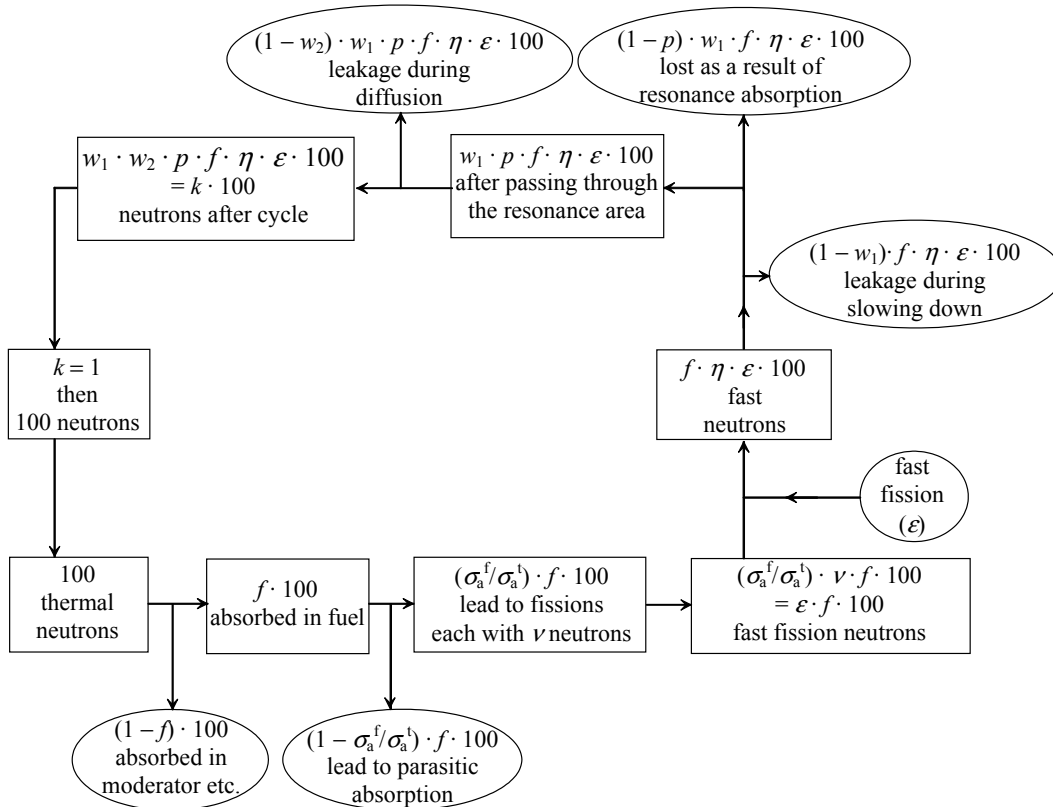 (1 – w₂) · w₁ · p · f · η · ε · 100
leakage during
diffusion
(1 – p) · w₁ · f · η · ε · 100
lost as a result of
resonance absorption
w₁ · w₂ · p · f · η · ε · 100
= k · 100
neutrons after cycle
w₁ · p · f · η · ε · 100
after passing through
the resonance area
(1 – w₁) · f · η · ε · 100
leakage during
slowing down
k = 1
then
100 neutrons
f · η · ε · 100
fast
neutrons
fast
fission
(ε)
100
thermal
neutrons
f · 100
absorbed in fuel
(σₐᶠ/σₐᵗ) · f · 100
lead to fissions
each with ν neutrons
(σₐᶠ/σₐᵗ) · ν · f · 100
= ε · f · 100
fast fission neutrons
(1 – f) · 100
absorbed in
moderator etc.
(1 – σₐᶠ/σₐᵗ) · f · 100
lead to parasitic
absorption